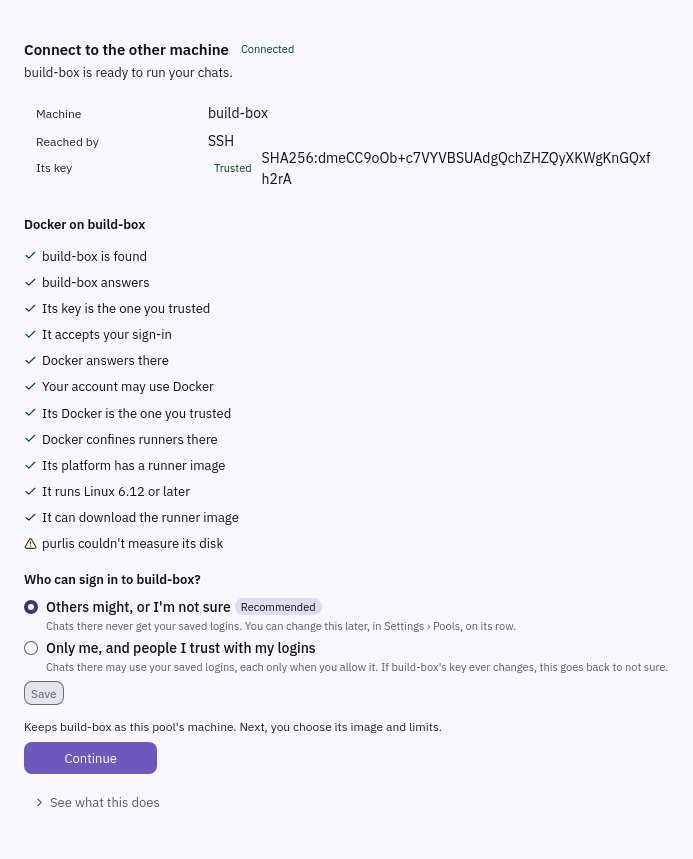 Connect to the other machine Connected
build-box is ready to run your chats.
Machine build-box
Reached by SSH
Its key Trusted SHA256:dmeCC9oOb+c7VYVBSUAdgQchZHZQyXKWgKnGQxf
h2rA
Docker on build-box
build-box is found
build-box answers
Its key is the one you trusted
It accepts your sign-in
Docker answers there
Your account may use Docker
Its Docker is the one you trusted
Docker confines runners there
Its platform has a runner image
It runs Linux 6.12 or later
It can download the runner image
purlis couldn't measure its disk
Who can sign in to build-box?
Others might, or I'm not sure Recommended
Chats there never get your saved logins. You can change this later, in Settings › Pools, on its row.
Only me, and people I trust with my logins
Chats there may use your saved logins, each only when you allow it. If build-box's key ever changes, this goes back to not sure.
Save
Keeps build-box as this pool's machine. Next, you choose its image and limits.
Continue
See what this does